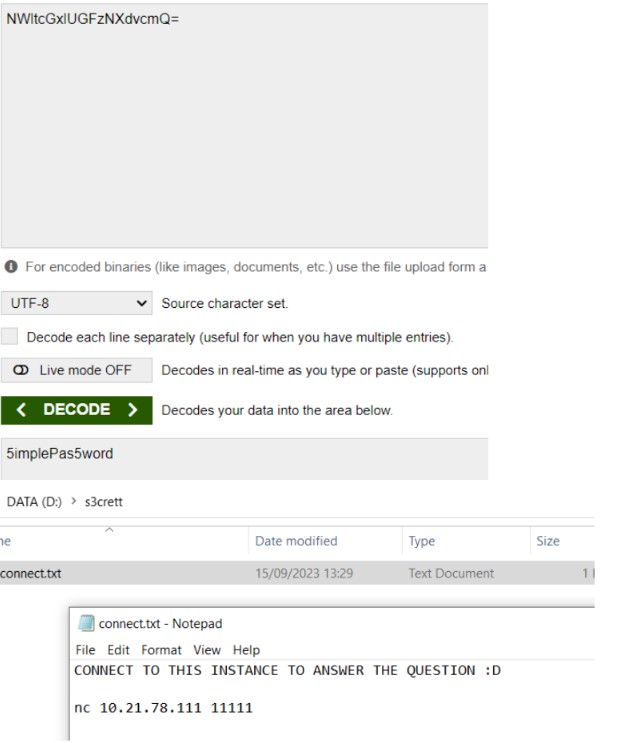 NWltcGxlUGFzNXdvcmQ=
For encoded binaries (like images, documents, etc.) use the file upload form a
UTF-8 Source character set.
Decode each line separately (useful for when you have multiple entries).
Live mode OFF Decodes in real-time as you type or paste (supports onl
< DECODE > Decodes your data into the area below.
5implePas5word
DATA (D:) > s3crett
me Date modified Type Size
connect.txt 15/09/2023 13:29 Text Document 1
connect.txt - Notepad
File Edit Format View Help
CONNECT TO THIS INSTANCE TO ANSWER THE QUESTION :D
nc 10.21.78.111 11111